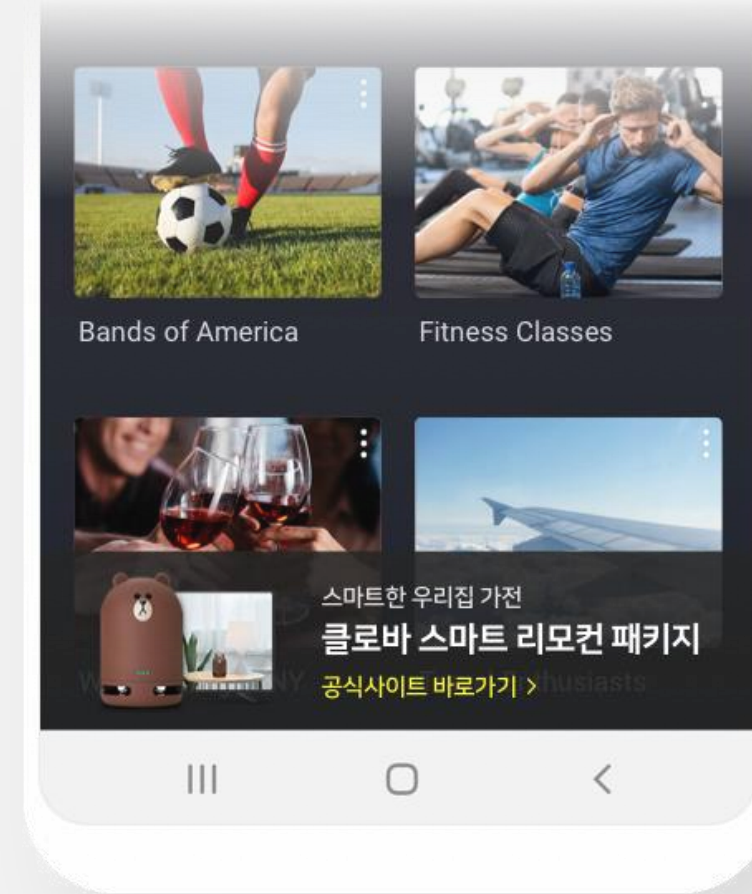 Bands of America
Fitness Classes
스마트한 우리집 가전
클로바 스마트 리모컨 패키지
공식사이트 바로가기 >